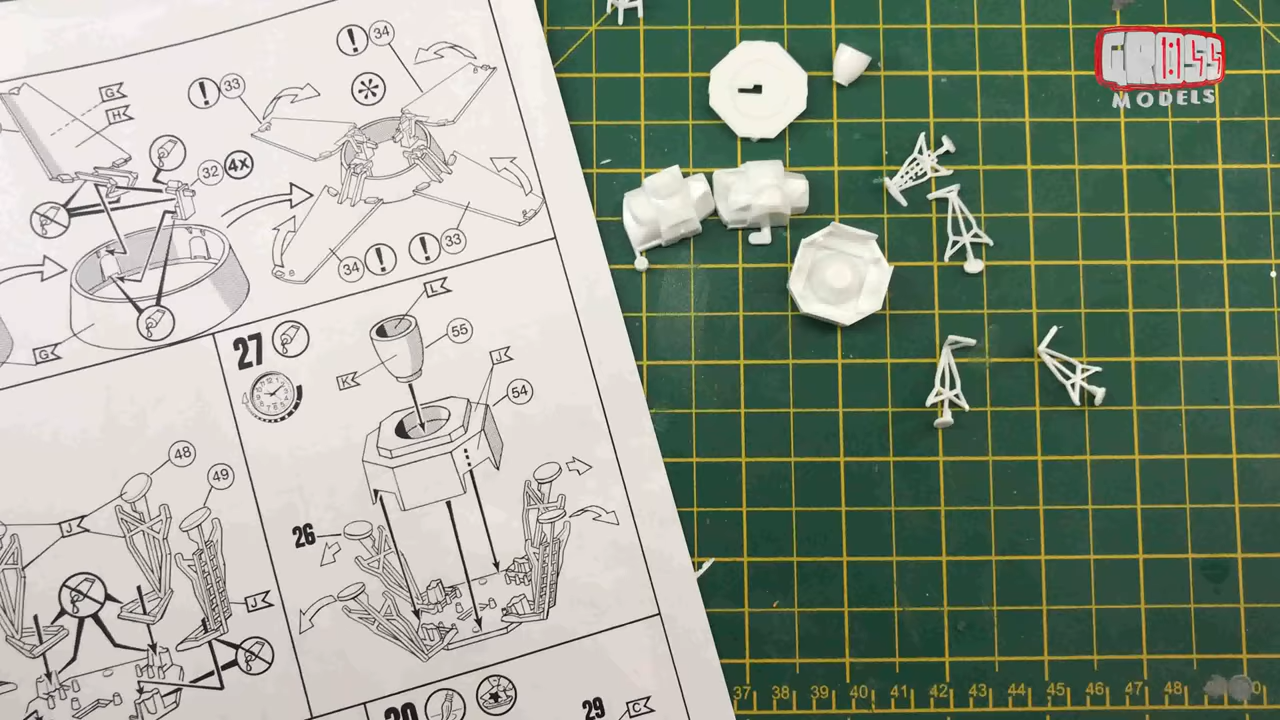 GROSS
MODELS
! 34
! 33
G
H
32 4x
34 ! ! 33
G
L
27
55
K
J
54
48
49
J
26
J
29
C
37 38 39 40 41 42 43 44 45 46 47 48